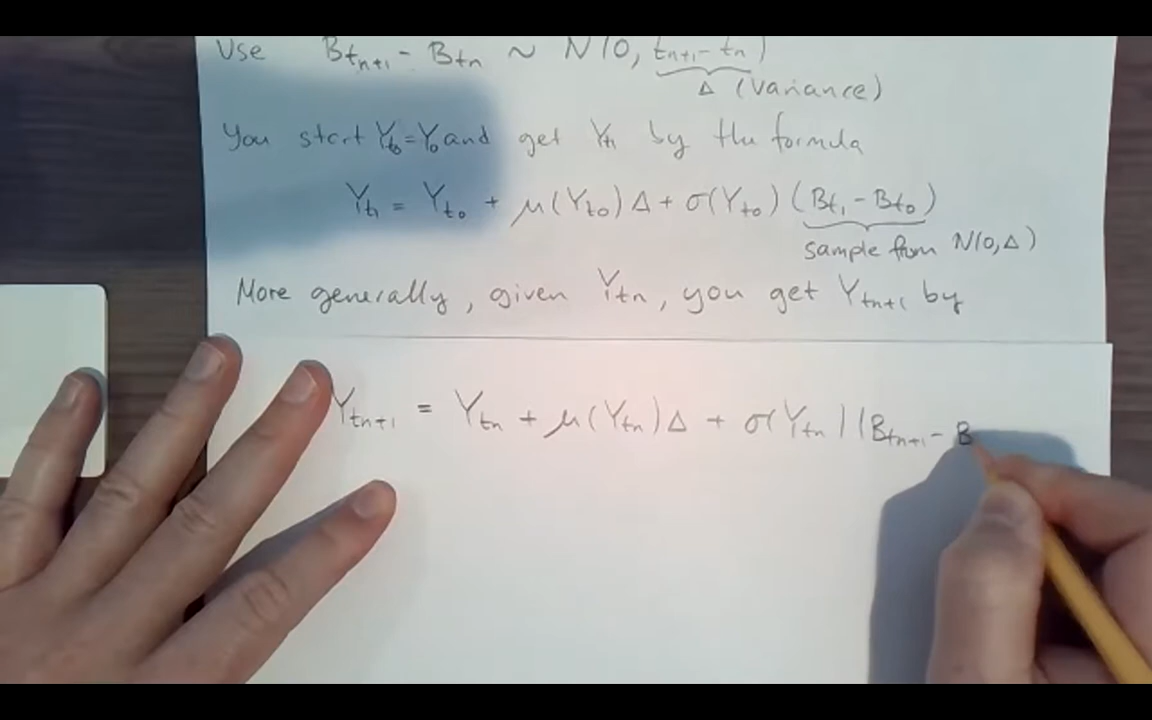 Use B_{t_{n+1}} - B_{t_n} ~ N(0, t_{n+1} - t_n)
Δ (variance)
You start Y_{t_0} = Y_0 and get Y_{t_1} by the formula
Y_{t_1} = Y_{t_0} + μ(Y_{t_0})Δ + σ(Y_{t_0}) (B_{t_1} - B_{t_0})
sample from N(0,Δ)
More generally, given Y_{t_n}, you get Y_{t_{n+1}} by
Y_{t_{n+1}} = Y_{t_n} + μ(Y_{t_n})Δ + σ(Y_{t_n}) (B_{t_{n+1}} - B